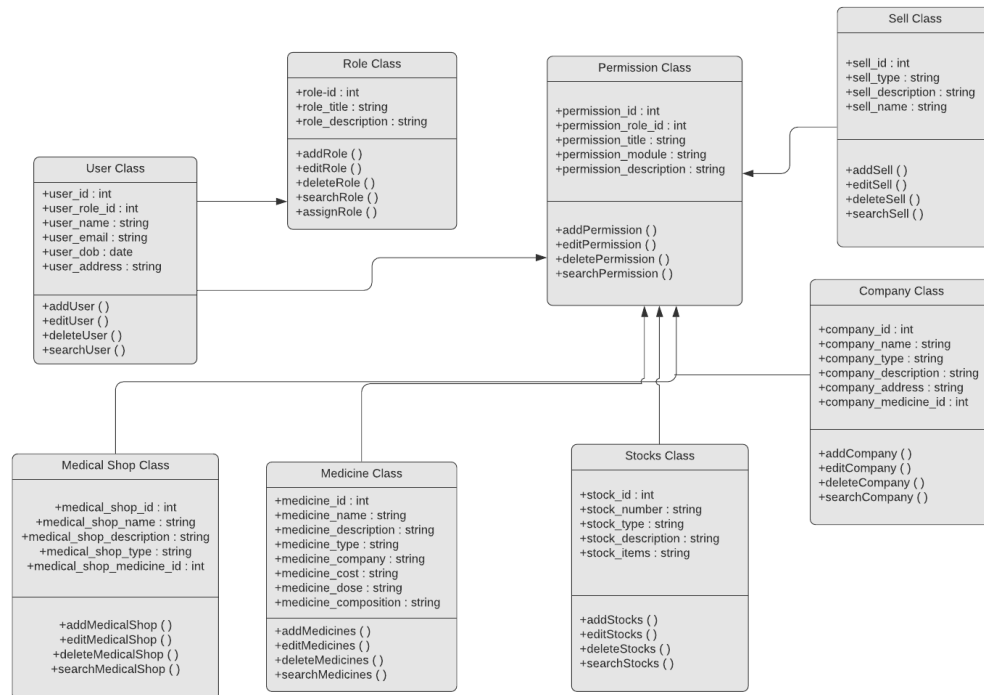 Sell Class
+sell_id : int
+sell_type : string
+sell_description : string
+sell_name : string
+addSell ( )
+editSell ( )
+deleteSell ( )
+searchSell ( )
Role Class
+role-id : int
+role_title : string
+role_description : string
+addRole ( )
+editRole ( )
+deleteRole ( )
+searchRole ( )
+assignRole ( )
Permission Class
+permission_id : int
+permission_role_id : int
+permission_title : string
+permission_module : string
+permission_description : string
+addPermission ( )
+editPermission ( )
+deletePermission ( )
+searchPermission ( )
User Class
+user_id : int
+user_role_id : int
+user_name : string
+user_email : string
+user_dob : date
+user_address : string
+addUser ( )
+editUser ( )
+deleteUser ( )
+searchUser ( )
Company Class
+company_id : int
+company_name : string
+company_type : string
+company_description : string
+company_address : string
+company_medicine_id : int
+addCompany ( )
+editCompany ( )
+deleteCompany ( )
+searchCompany ( )
Medical Shop Class
+medical_shop_id : int
+medical_shop_name : string
+medical_shop_description : string
+medical_shop_type : string
+medical_shop_medicine_id : int
+addMedicalShop ( )
+editMedicalShop ( )
+deleteMedicalShop ( )
+searchMedicalShop ( )
Medicine Class
+medicine_id : int
+medicine_name : string
+medicine_description : string
+medicine_type : string
+medicine_company : string
+medicine_cost : string
+medicine_dose : string
+medicine_composition : string
+addMedicines ( )
+editMedicines ( )
+deleteMedicines ( )
+searchMedicines ( )
Stocks Class
+stock_id : int
+stock_number : string
+stock_type : string
+stock_description : string
+stock_items : string
+addStocks ( )
+editStocks ( )
+deleteStocks ( )
+searchStocks ( )